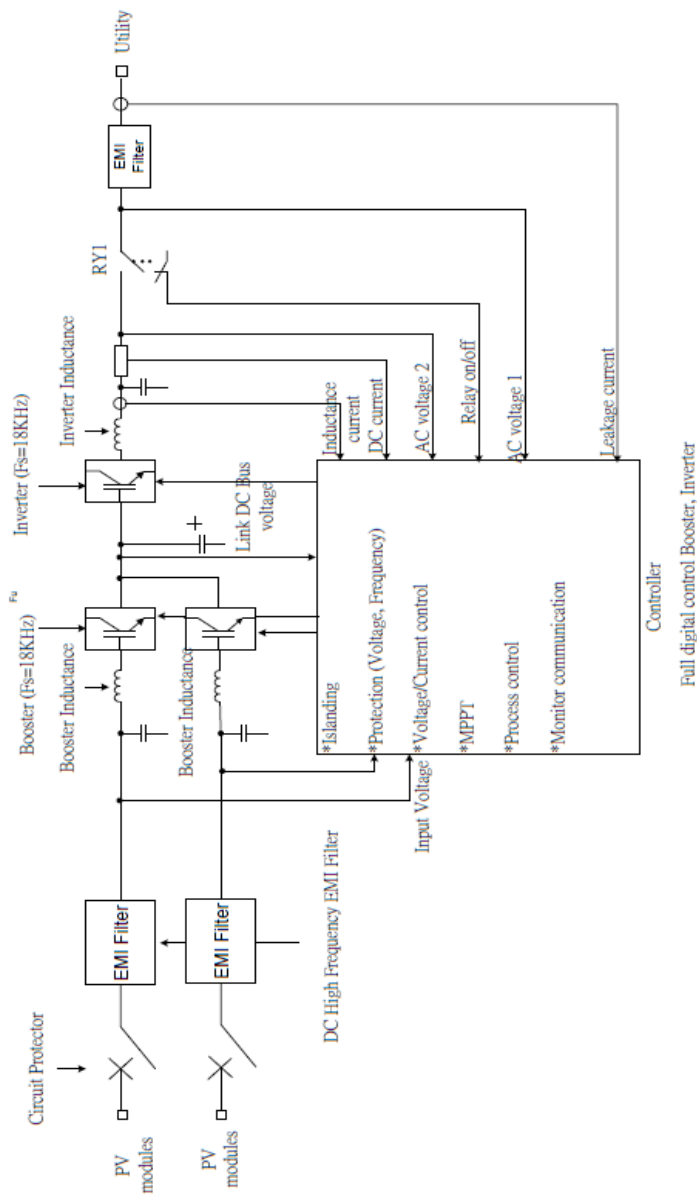 Circuit Protector
PV
modules
PV
modules
EMI Filter
EMI Filter
DC High Frequency EMI Filter
Booster (Fs=18KHz)
Fu
Booster Inductance
Booster Inductance
Input Voltage
Inverter (Fs=18KHz)
Inverter Inductance
+
Link DC Bus
voltage
RY1
EMI
Filter
Utility
Inductance
current
DC current
AC voltage 2
Relay on/off
AC voltage 1
Leakage current
*Islanding
*Protection (Voltage, Frequency)
*Voltage/Current control
*MPPT
*Process control
*Monitor communication
Controller
Full digital control Booster, Inverter